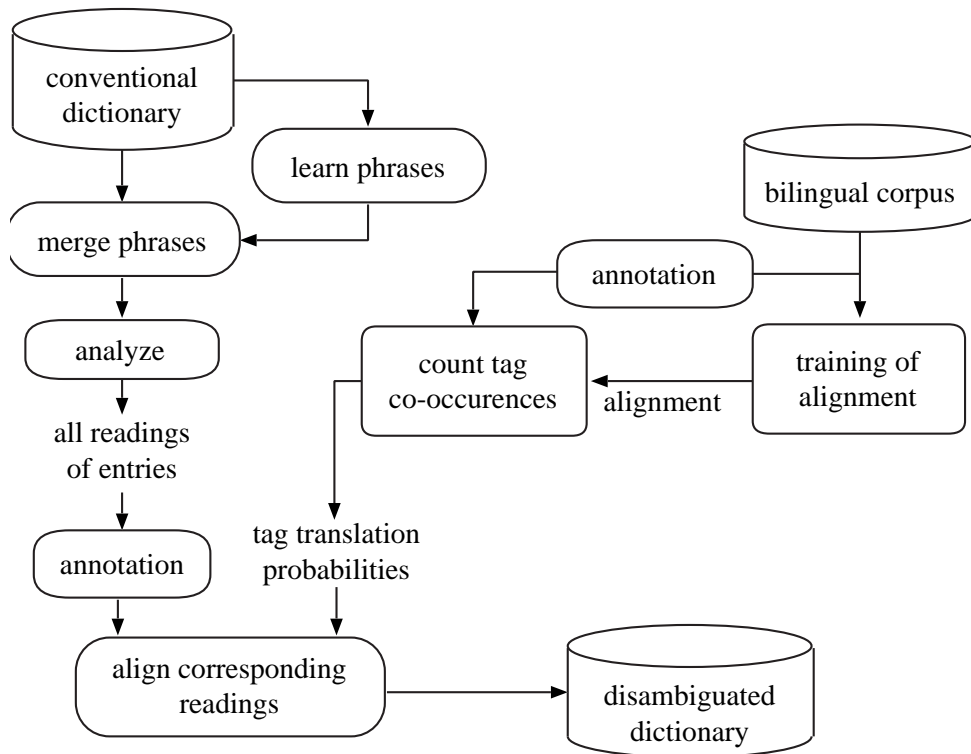 conventional
dictionary
learn phrases
bilingual corpus
merge phrases
annotation
analyze
count tag
co-occurences
alignment
training of
alignment
all readings
of entries
tag translation
probabilities
annotation
align corresponding
readings
disambiguated
dictionary